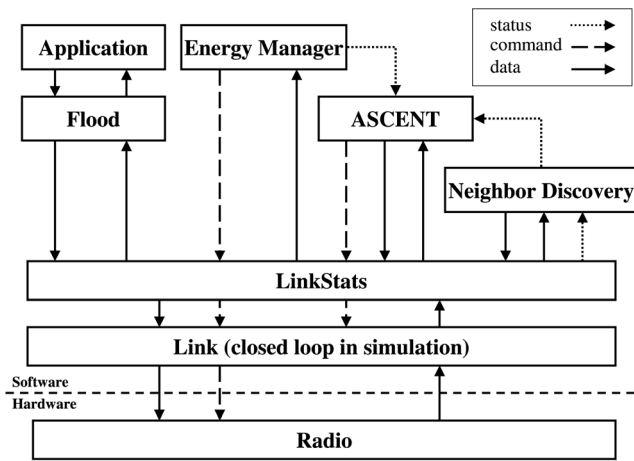 status
command
data
Application
Energy Manager
Flood
ASCENT
Neighbor Discovery
LinkStats
Link (closed loop in simulation)
Software
Hardware
Radio